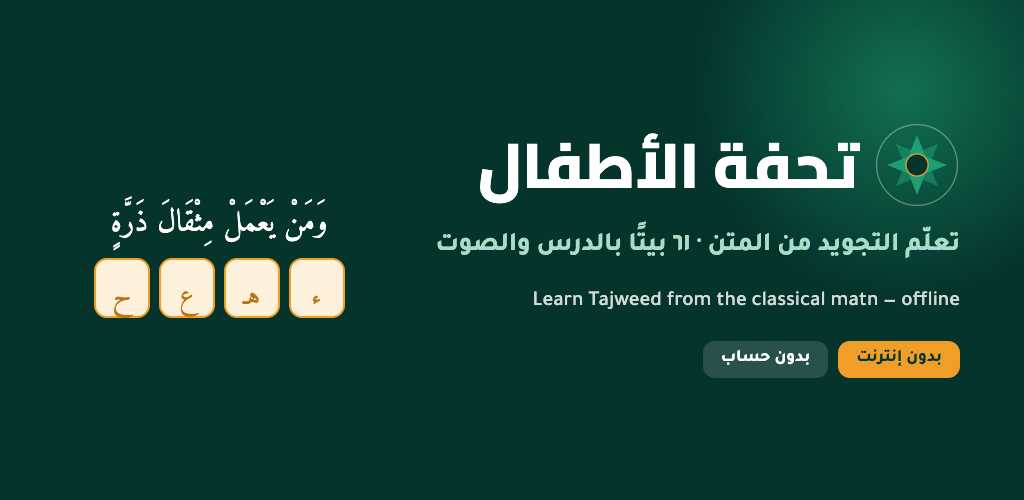 تحفة الأطفال
تعلّم التجويد من المتن · ٦١ بيتًا بالدرس والصوت
Learn Tajweed from the classical matn – offline
بدون إنترنت
بدون حساب
وَمَنْ يَعْمَلْ مِثْقَالَ ذَرَّةٍ
ء هـ ع ح